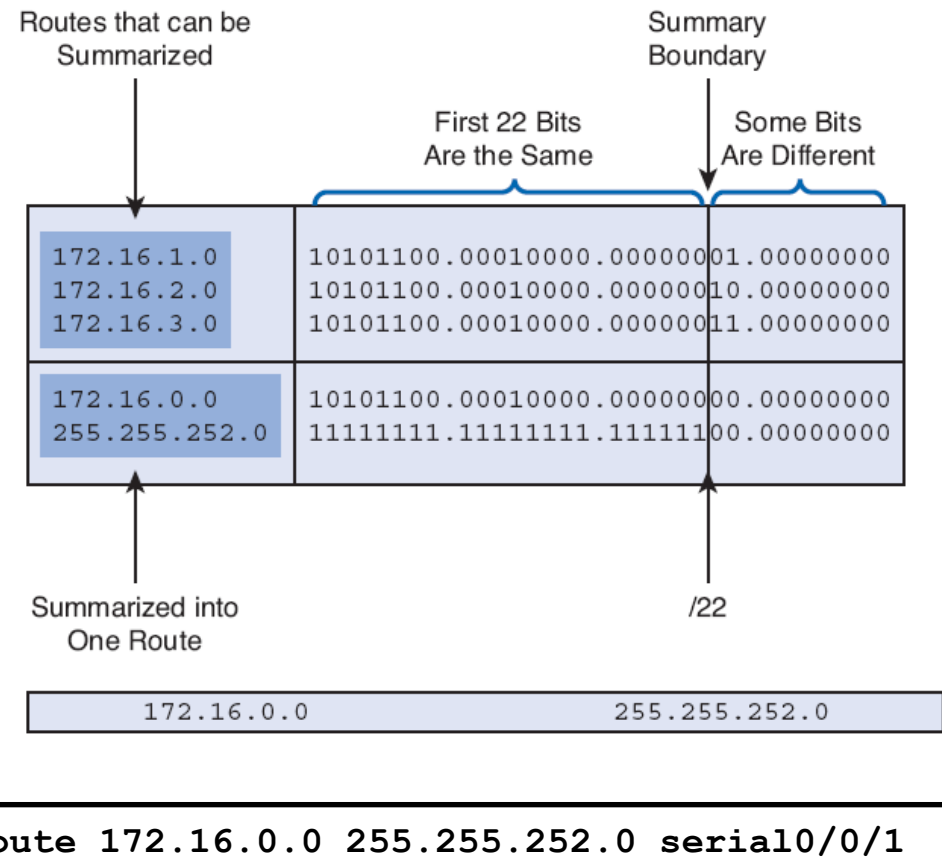 Routes that can be
Summarized
Summary
Boundary
First 22 Bits
Are the Same
Some Bits
Are Different
172.16.1.0 10101100.00010000.00000001.00000000
172.16.2.0 10101100.00010000.00000010.00000000
172.16.3.0 10101100.00010000.00000011.00000000
172.16.0.0 10101100.00010000.00000000.00000000
255.255.252.0 11111111.11111111.11111100.00000000
Summarized into
One Route
/22
172.16.0.0 255.255.252.0
oute 172.16.0.0 255.255.252.0 serial0/0/1